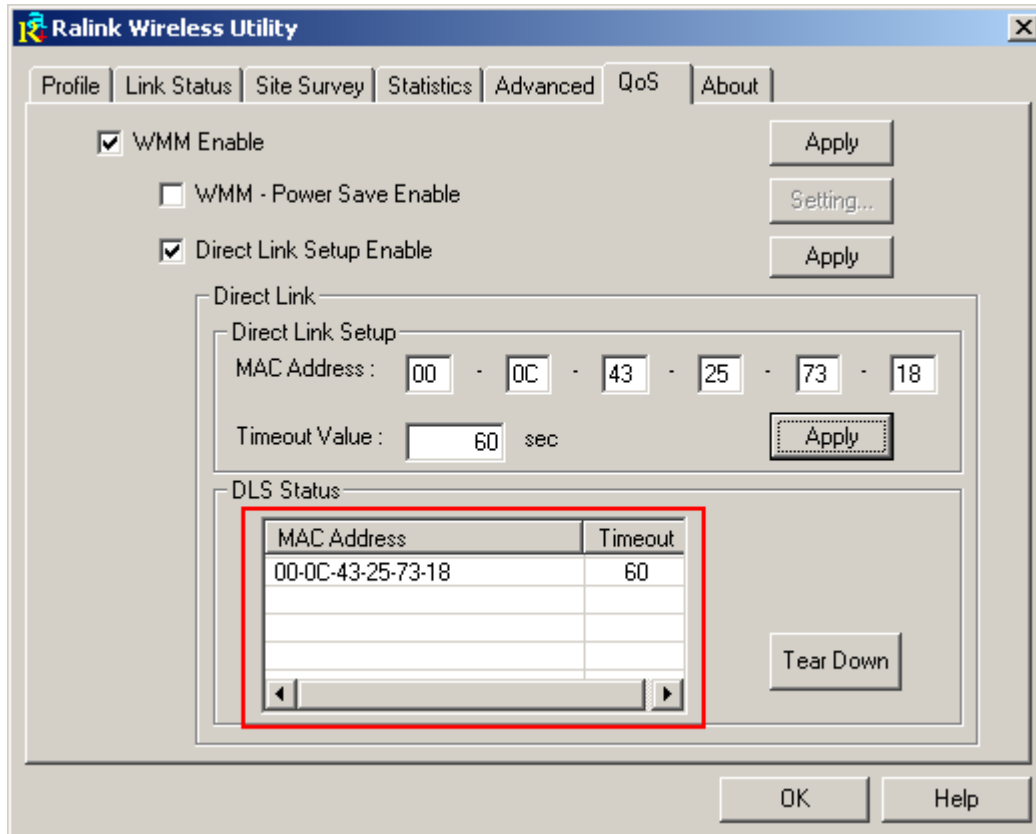 Ralink Wireless Utility
Profile Link Status Site Survey Statistics Advanced QoS About
WMM Enable Apply
WMM - Power Save Enable Setting...
Direct Link Setup Enable Apply
Direct Link
Direct Link Setup
MAC Address : 00 - 0C - 43 - 25 - 73 - 18
Timeout Value : 60 sec Apply
DLS Status
MAC Address Timeout
00-0C-43-25-73-18 60
Tear Down
OK Help